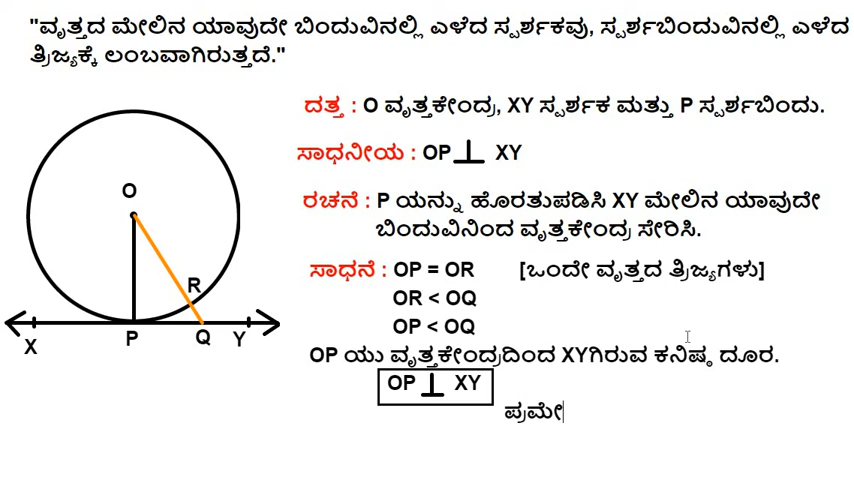 "ವೃತ್ತದ ಮೇಲಿನ ಯಾವುದೇ ಬಿಂದುವಿನಲ್ಲಿ ಎಳೆದ ಸ್ಪರ್ಶಕವು, ಸ್ಪರ್ಶಬಿಂದುವಿನಲ್ಲಿ ಎಳೆದ
ತ್ರಿಜ್ಯಕ್ಕೆ ಲಂಬವಾಗಿರುತ್ತದೆ."
ದತ್ತ : O ವೃತ್ತಕೇಂದ್ರ, XY ಸ್ಪರ್ಶಕ ಮತ್ತು P ಸ್ಪರ್ಶಬಿಂದು.
ಸಾಧನೀಯ : OP ⊥ XY
ರಚನೆ : P ಯನ್ನು ಹೊರತುಪಡಿಸಿ XY ಮೇಲಿನ ಯಾವುದೇ
ಬಿಂದುವಿನಿಂದ ವೃತ್ತಕೇಂದ್ರ ಸೇರಿಸಿ.
ಸಾಧನೆ : OP = OR [ಒಂದೇ ವೃತ್ತದ ತ್ರಿಜ್ಯಗಳು]
OR < OQ
OP < OQ
OP ಯು ವೃತ್ತಕೇಂದ್ರದಿಂದ XYಗಿರುವ ಕನಿಷ್ಠ ದೂರ.
OP ⊥ XY
ಪ್ರಮೇ
O
R
X
P
Q
Y